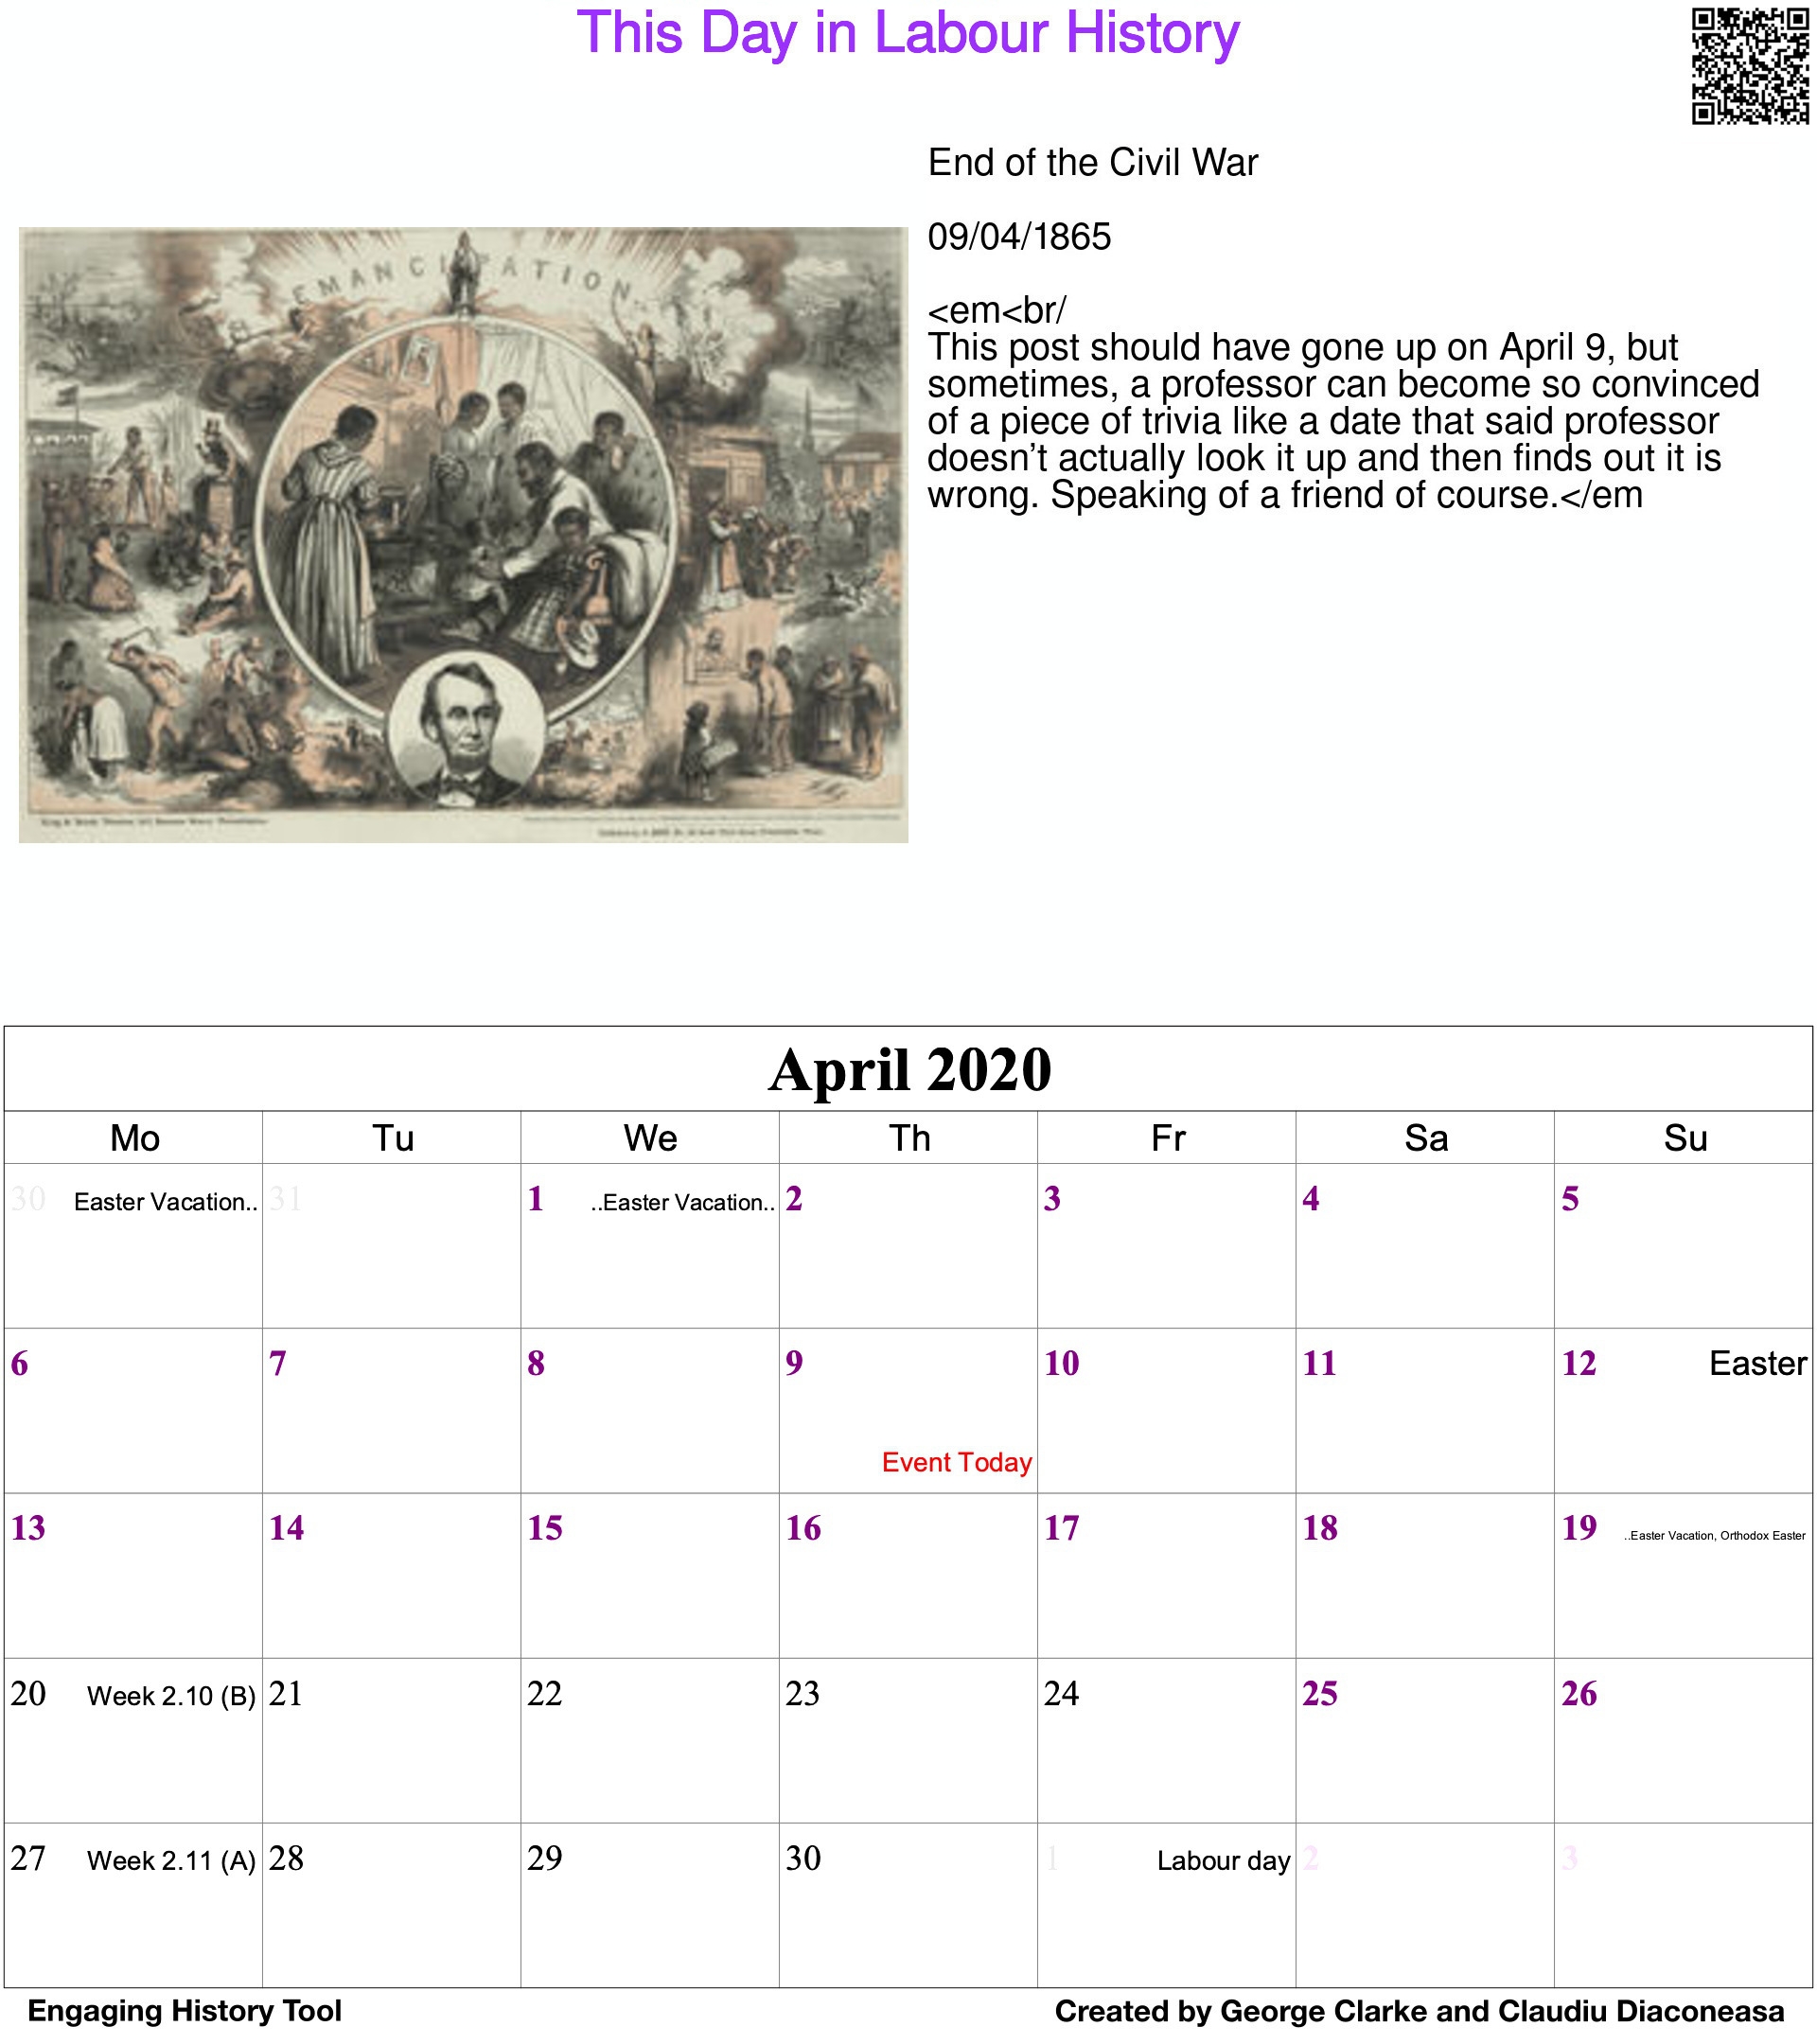 This Day in Labour History
End of the Civil War
09/04/1865
<em<br/
This post should have gone up on April 9, but
sometimes, a professor can become so convinced
of a piece of trivia like a date that said professor
doesn’t actually look it up and then finds out it is
wrong. Speaking of a friend of course.</em
EMANCIPATION
April 2020
Mo Tu We Th Fr Sa Su
30 Easter Vacation.. 31 1 ..Easter Vacation.. 2 3 4 5
6 7 8 9 10 11 12 Easter
Event Today
13 14 15 16 17 18 19 ..Easter Vacation, Orthodox Easter
20 Week 2.10 (B) 21 22 23 24 25 26
27 Week 2.11 (A) 28 29 30 1 Labour day 2 3
Engaging History Tool Created by George Clarke and Claudiu Diaconeasa